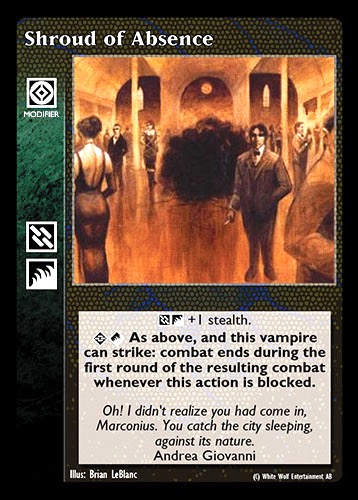 Shroud of Absence
MODIFIER
+1 stealth.
As above, and this vampire
can strike: combat ends during the
first round of the resulting combat
whenever this action is blocked.
Oh! I didn't realize you had come in,
Marconius. You catch the city sleeping,
against its nature.
Andrea Giovanni
Illus: Brian LeBlanc
(C) White Wolf Entertainment AB